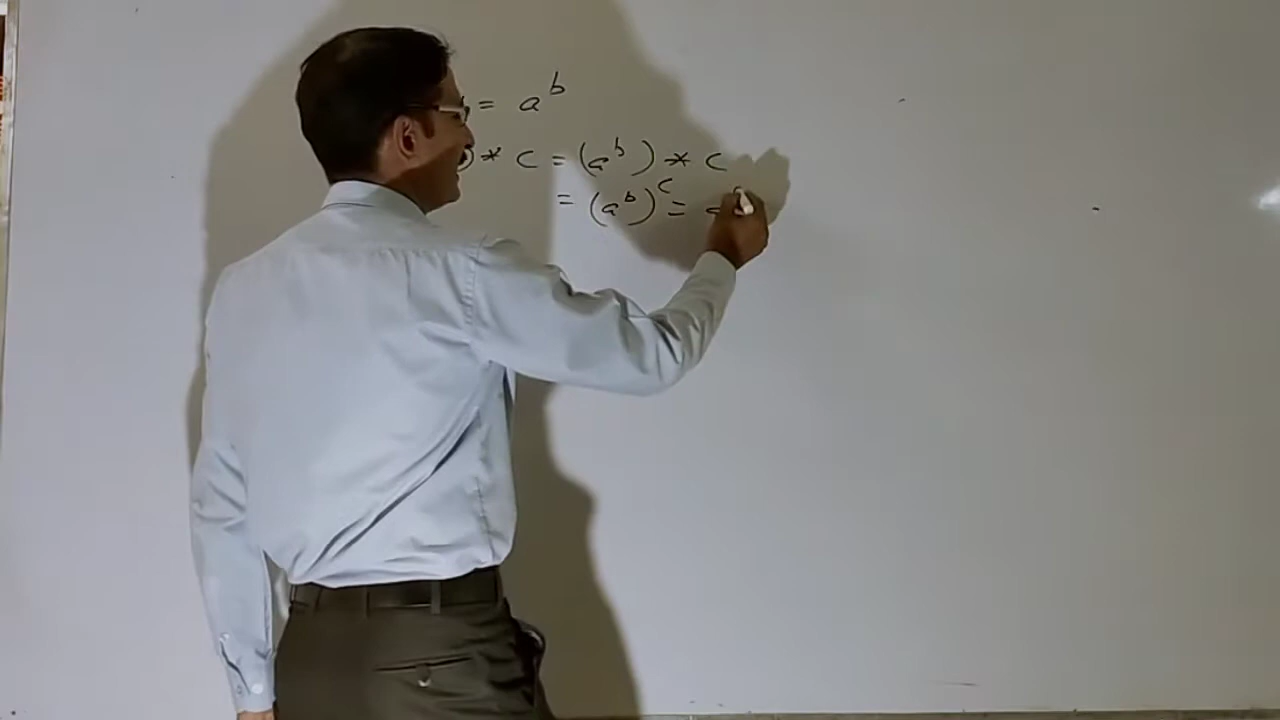 = a^b
) * c = (a^b) * c
= (a^b)^c = a